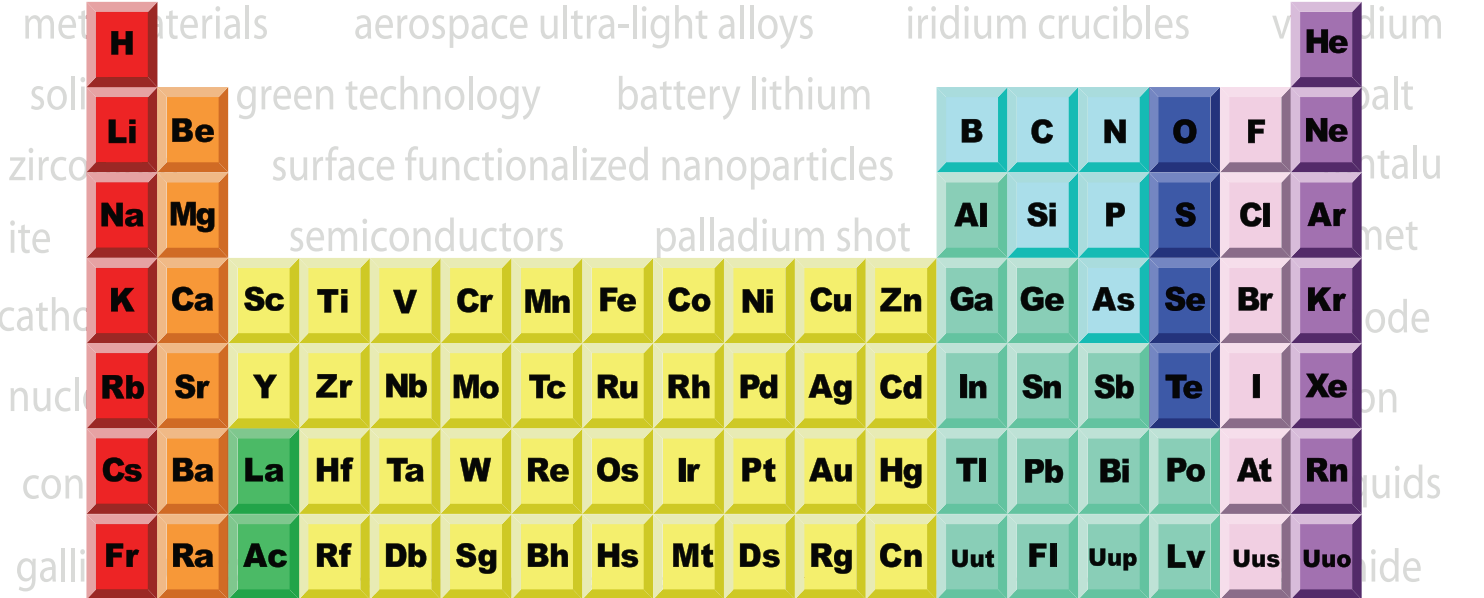 aerospace ultra-light alloys iridium crucibles
H He
green technology battery lithium
Li Be B C N O F Ne
surface functionalized nanoparticles
Na Mg Al Si P S Cl Ar
semiconductors palladium shot
K Ca Sc Ti V Cr Mn Fe Co Ni Cu Zn Ga Ge As Se Br Kr
Rb Sr Y Zr Nb Mo Tc Ru Rh Pd Ag Cd In Sn Sb Te I Xe
Cs Ba La Hf Ta W Re Os Ir Pt Au Hg Tl Pb Bi Po At Rn
Fr Ra Ac Rf Db Sg Bh Hs Mt Ds Rg Cn Uut Fl Uup Lv Uus Uuo